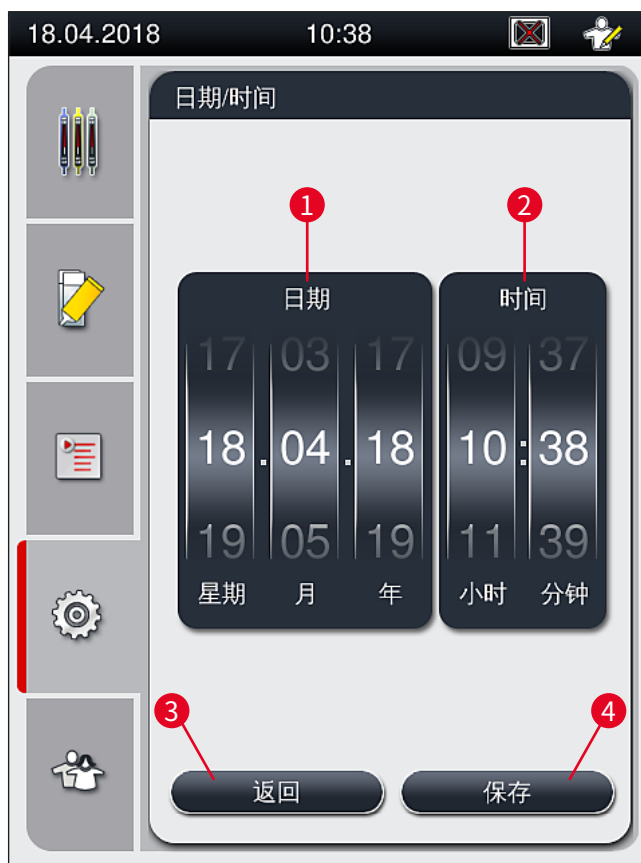 18.04.2018 10:38
日期/时间
1 2
日期 时间
17 03 17 09 37
18 . 04 . 18 10 : 38
19 05 19 11 39
星期 月 年 小时 分钟
3 4
返回 保存